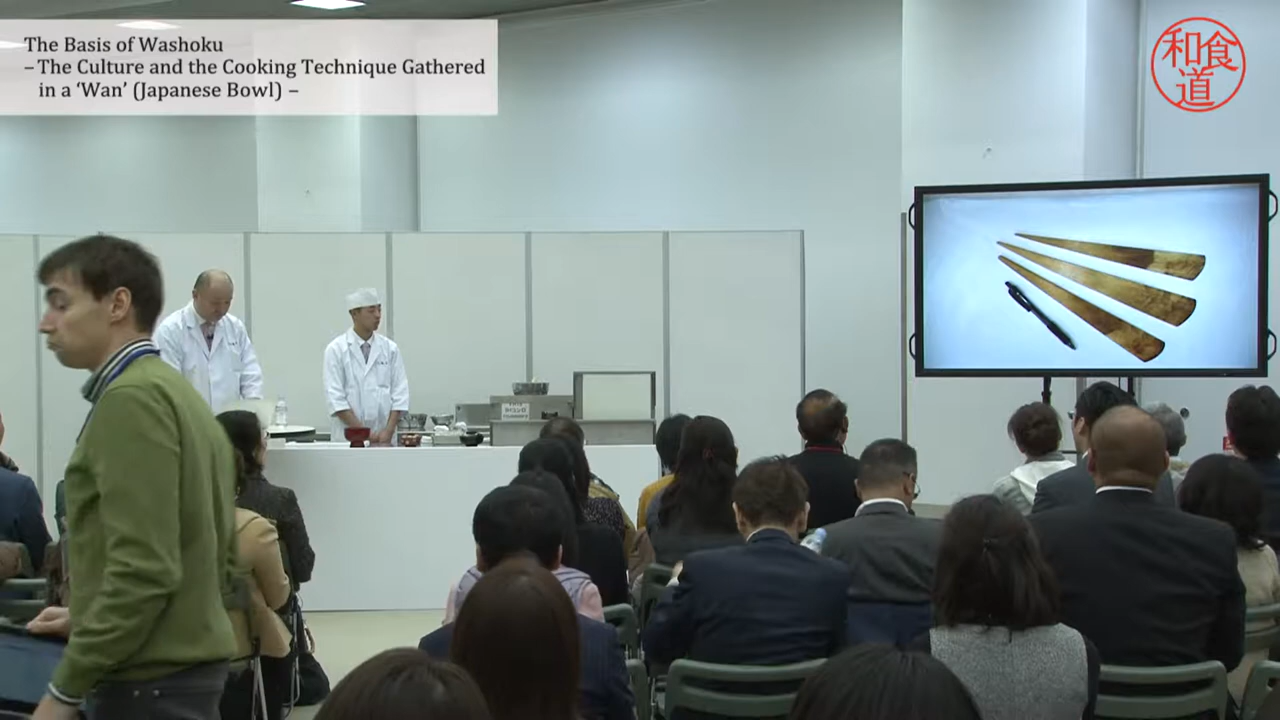 The Basis of Washoku
– The Culture and the Cooking Technique Gathered
in a ‘Wan’ (Japanese Bowl) –
和食
道